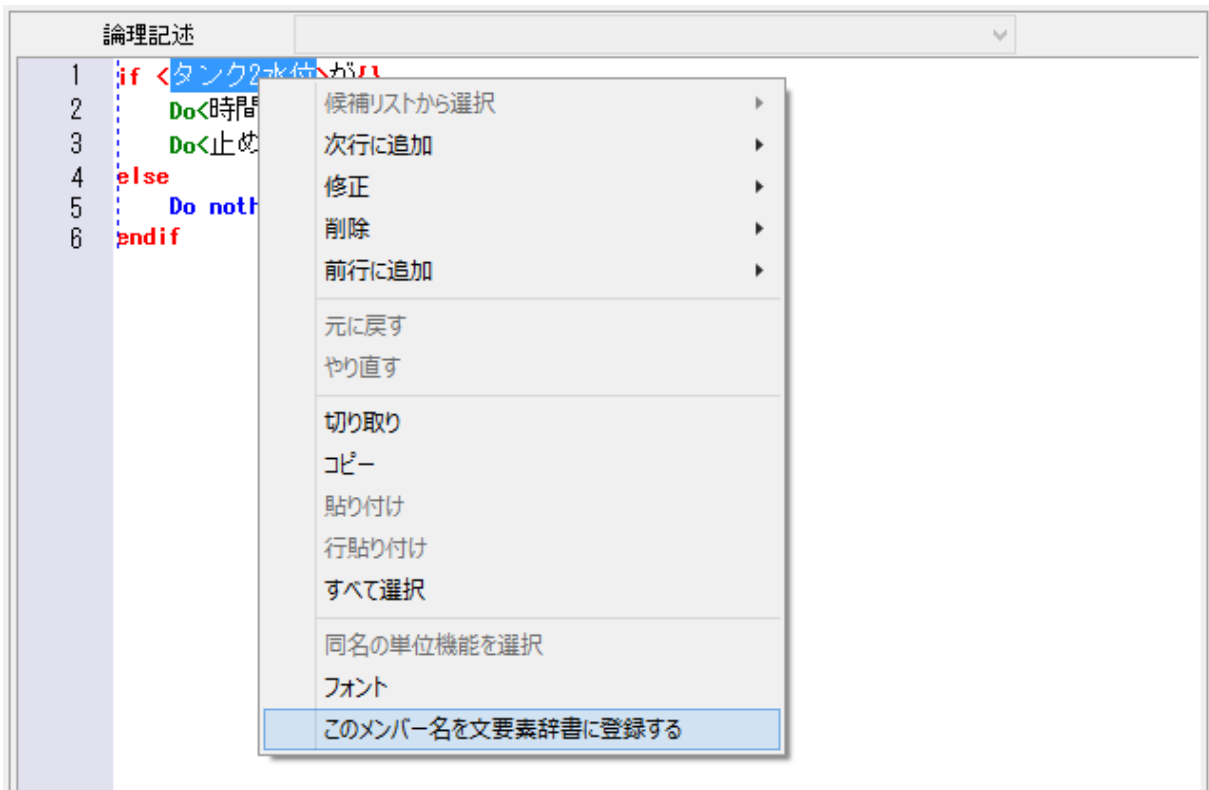 論理記述
1 if <タンク2水位>が{}
2 Do<時間
3 Do<止め
4 else
5 Do noth
6 endif
候補リストから選択
次行に追加
修正
削除
前行に追加
元に戻す
やり直す
切り取り
コピー
貼り付け
行貼り付け
すべて選択
同名の単位機能を選択
フォント
このメンバー名を文要素辞書に登録する